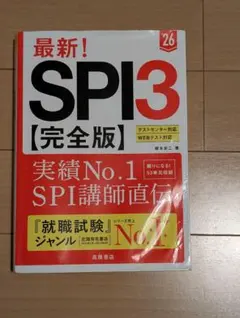 '26
最新!
SPI3
【完全版】
テストセンター対応
WEBテスト対応
実績No.1
SPI講師直伝
『就職試験』
ジャンル
No.1
高橋書店